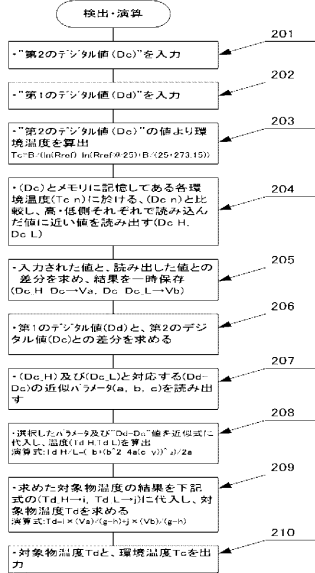 検出・演算
201
・"第2のデジタル値(Dc)"を入力
202
・"第1のデジタル値(Dd)"を入力
203
・"第2のデジタル値(Dc)"の値より環
境温度を算出
204
・(Dc)とメモリに記憶してある各環
境温度(Tc n)に於ける、(Dc n)と比
較し、高・低側それぞれで読み込ん
だ値に近い値を読み出す(Dc H,
Dc L)
205
・入力された値と、読み出した値との
差分を求め、結果を一時保存
(Dc_H Dc→Va, Dc Dc_L→Vb)
206
・第1のデジタル値(Dd)と、第2のデジ
タル値(Dc)との差分を求める
207
・(Dc_H)及び(Dc_L)と対応する(Dd-
Dc)の近似パラメータ(a, b, c)を読み出
す
208
・選択したパラメータ及び"Dd-Dc"値を近似式に
代入し、温度(Td H,Td L)を算出
209
・求めた対象物温度の結果を下記
式の(Td_H→i, Td_L→j)に代入し、対
象物温度Tdを求める
演算式:Td=i×(Va)/(g-h)+j×(Vb)/(g-h)
210
・対象物温度Tdと、環境温度Tcを出
力